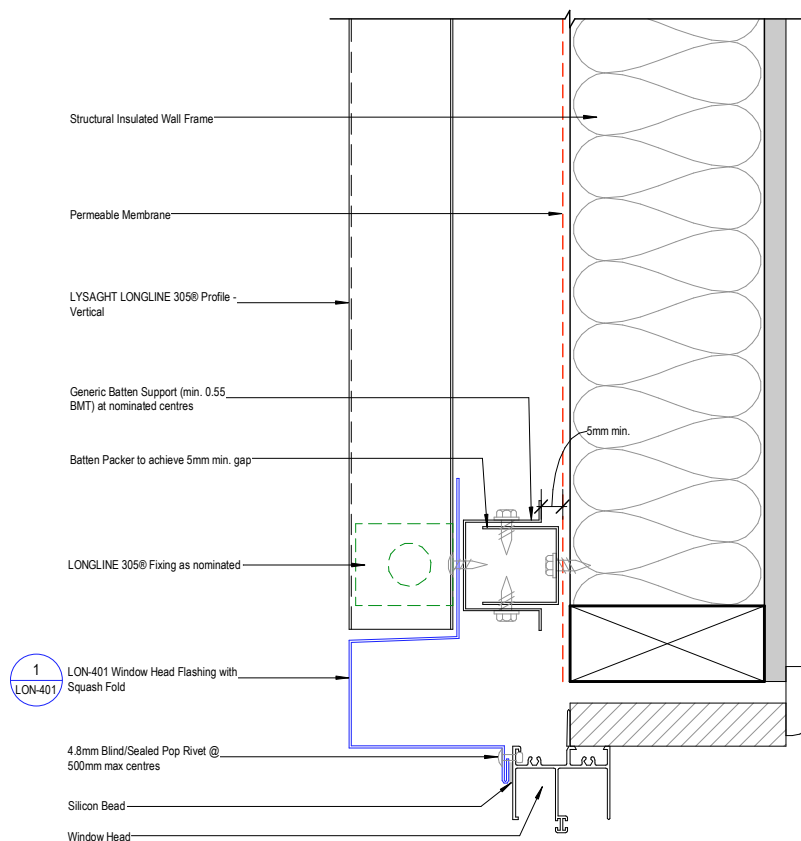 Structural Insulated Wall Frame
Permeable Membrane
LYSAGHT LONGLINE 305® Profile -
Vertical
Generic Batten Support (min. 0.55
BMT) at nominated centres
5mm min.
Batten Packer to achieve 5mm min. gap
LONGLINE 305® Fixing as nominated
1
LON-401
LON-401 Window Head Flashing with
Squash Fold
4.8mm Blind/Sealed Pop Rivet @
500mm max centres
Silicon Bead
Window Head